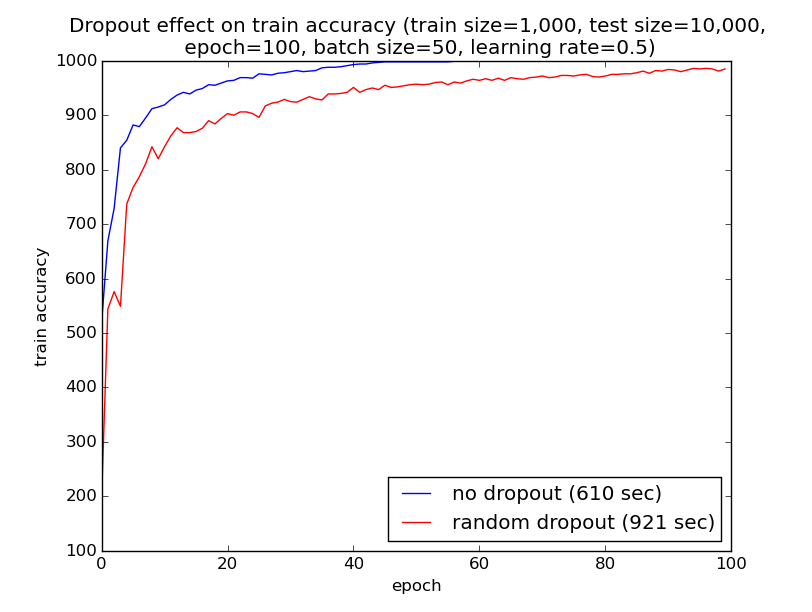 Dropout effect on train accuracy (train size=1,000, test size=10,000,
epoch=100, batch size=50, learning rate=0.5)
1000
900
800
700
600
500
400
300
200
100
train accuracy
no dropout (610 sec)
random dropout (921 sec)
0 20 40 60 80 100
epoch